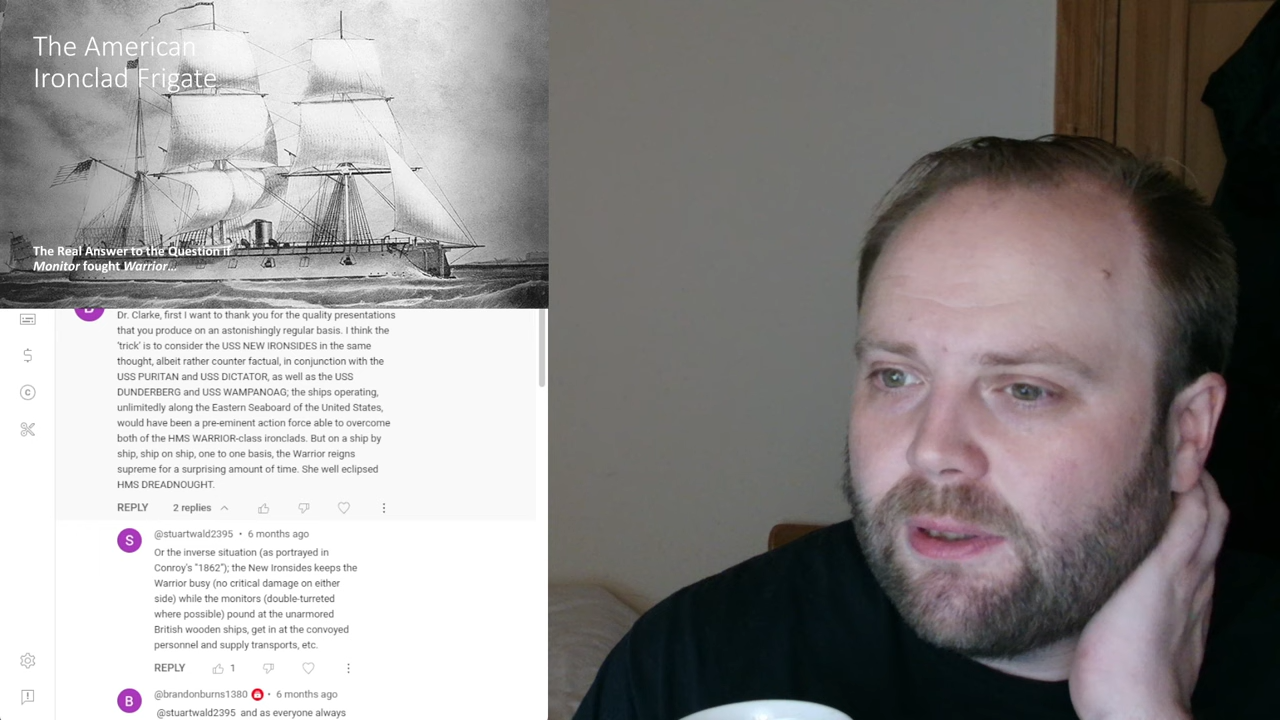 The American
Ironclad Frigate
The Real Answer to the Question if
Monitor fought Warrior...
Dr. Clarke, first I want to thank you for the quality presentations
that you produce on an astonishingly regular basis. I think the
'trick' is to consider the USS NEW IRONSIDES in the same
thought, albeit rather counter factual, in conjunction with the
USS PURITAN and USS DICTATOR, as well as the USS
DUNDERBERG and USS WAMPANOAG; the ships operating,
unlimitedly along the Eastern Seaboard of the United States,
would have been a pre-eminent action force able to overcome
both of the HMS WARRIOR-class ironclads. But on a ship by
ship, ship on ship, one to one basis, the Warrior reigns
supreme for a surprising amount of time. She well eclipsed
HMS DREADNOUGHT.
REPLY 2 replies
S @stuartwald2395 • 6 months ago
Or the inverse situation (as portrayed in
Conroy's "1862"); the New Ironsides keeps the
Warrior busy (no critical damage on either
side) while the monitors (double-turreted
where possible) pound at the unarmored
British wooden ships, get in at the convoyed
personnel and supply transports, etc.
REPLY 1
B @brandonburns1380 • 6 months ago
@stuartwald2395 and as everyone always